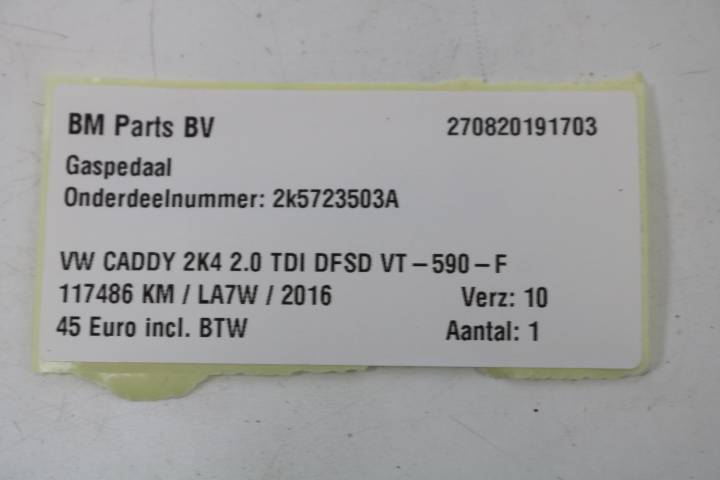 BM Parts BV 270820191703
Gaspedaal
Onderdeelnummer: 2k5723503A
VW CADDY 2K4 2.0 TDI DFSD VT-590-F
117486 KM / LA7W / 2016 Verz: 10
45 Euro incl. BTW Aantal: 1